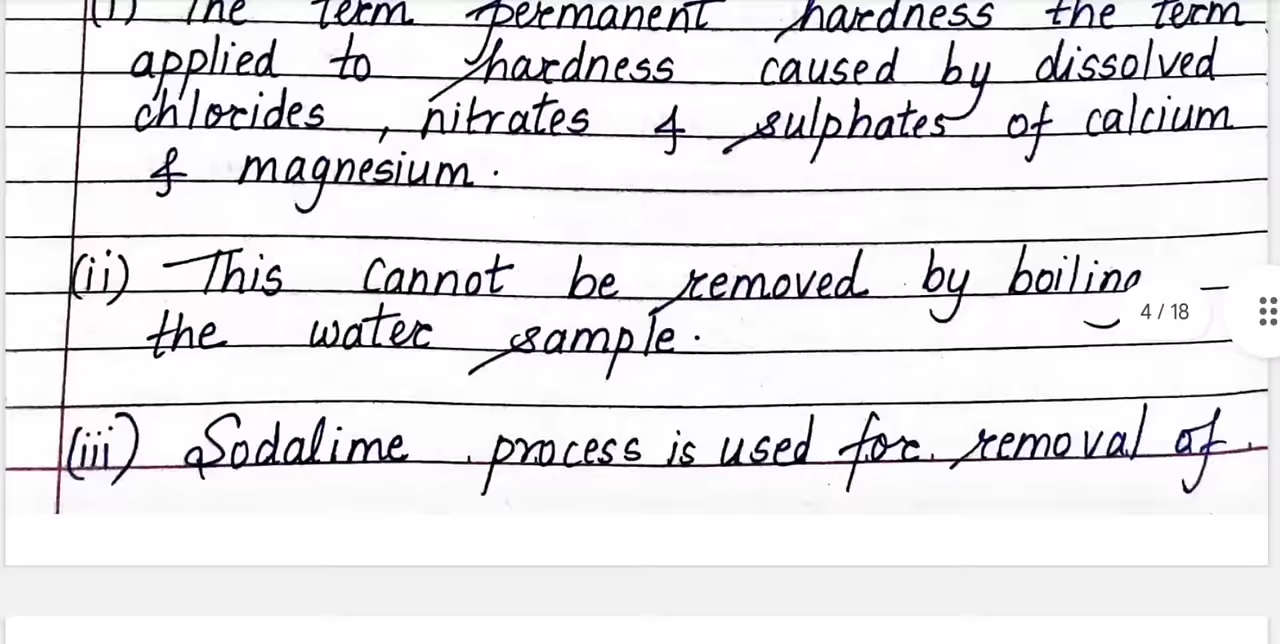 (i) The term permanent hardness the term
applied to hardness caused by dissolved
chlorides, nitrates & sulphates of calcium
& magnesium.
(ii) This cannot be removed by boiling -
4 / 18
the water sample.
(iii) Sodalime process is used for removal of